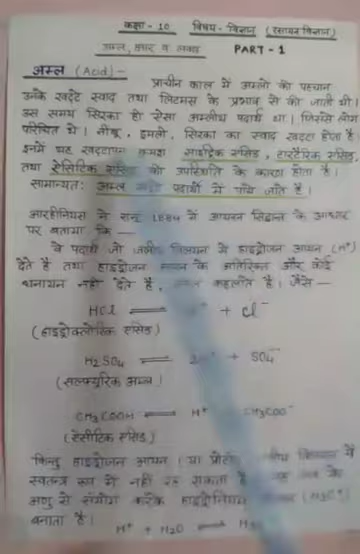 कक्षा - 10 विषय - विज्ञान (रसायन विज्ञान)
अम्ल, क्षार व लवण PART - 1
अम्ल (Acid) -
प्राचीन काल में अम्लो की पहचान
उनके खट्टे स्वाद तथा लिटमस के प्रभाव से की जाती थी।
उस समय सिरका ही ऐसा अम्लीय पदार्थ था। जिससे लोग
परिचित थे। नीबू, इमली, सिरका का स्वाद खट्टा होता है
इनमें यह खट्टापन क्रमशः साइट्रिक एसिड, टारटैरिक एसिड,
तथा ऐसिटिक एसिड की उपस्थिति के कारण होता है।
सामान्यतः अम्ल खट्टे पदार्थों में पाये जाते है।
आरहीनियस ने सन् 1884 में आयनन सिद्धान्त के आधार
पर बताया कि —
वे पदार्थ जो जलीय विलयन में हाइड्रोजन आयन (H⁺)
देते है तथा हाइड्रोजन आयन के अतिरिक्त और कोई
धनायन नही देते है, कहलाते है। जैसे —
HCl ⇌ + Cl⁻
(हाइड्रोक्लोरिक एसिड)
H₂SO₄ ⇌ + SO₄⁻
(सल्फ्यूरिक अम्ल)
CH₃COOH ⇌ H⁺ CH₃COO⁻
(ऐसीटिक एसिड)
किन्तु हाइड्रोजन आयन (या विलयन में
स्वतन्त्र रूप में नहीं रह सकता है के
अणु से संयोग करके हाइड्रोनियम (H₃O⁺)
बनाता है।
H⁺ + H₂O ⇌